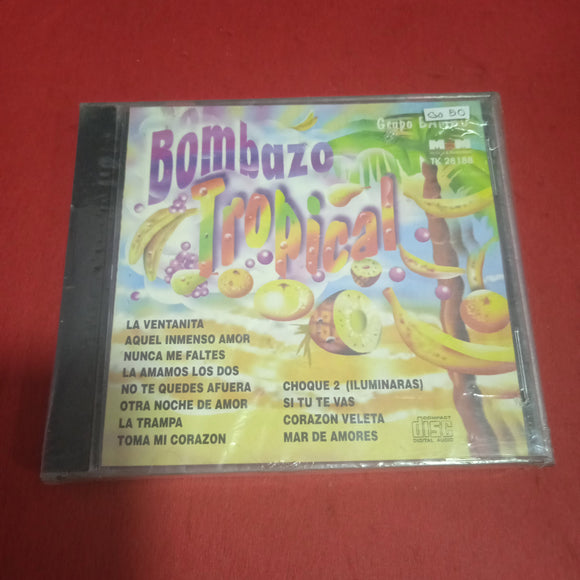 Bombazo
Tropical
Grupo
50
TK 26188
LA VENTANITA
AQUEL INMENSO AMOR
NUNCA ME FALTES
LA AMAMOS LOS DOS
NO TE QUEDES AFUERA
OTRA NOCHE DE AMOR
LA TRAMPA
TOMA MI CORAZON
CHOQUE 2 (ILUMINARAS)
SI TU TE VAS
CORAZON VELETA
MAR DE AMORES
COMPACT
disc
DIGITAL AUDIO